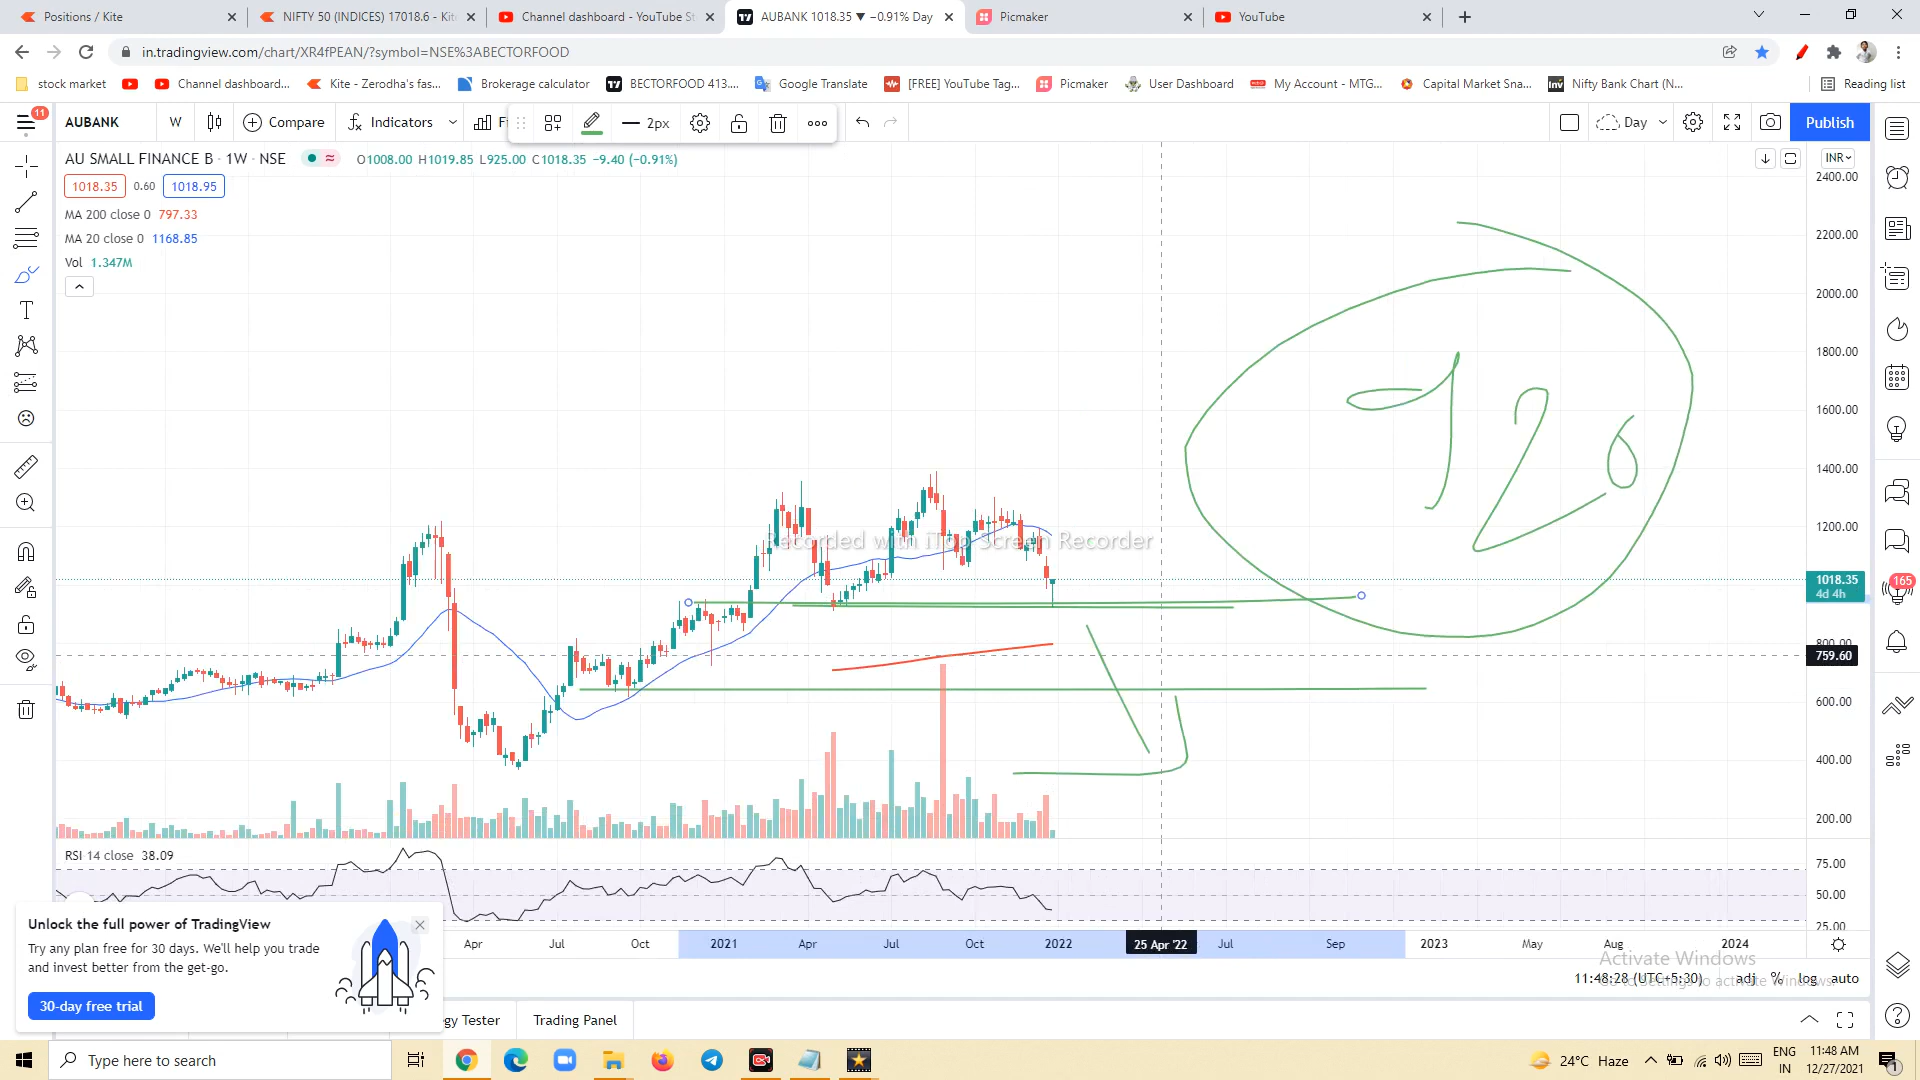 Positions / Kite
NIFTY 50 (INDICES) 17018.6 - Kit
Channel dashboard - YouTube St
AUBANK 1018.35 ▼ −0.91% Day
Picmaker
YouTube
in.tradingview.com/chart/XR4fPEAN/?symbol=NSE%3ABECTORFOOD
stock market
Channel dashboard...
Kite - Zerodha's fas...
Brokerage calculator
BECTORFOOD 413....
Google Translate
[FREE] YouTube Tag...
Picmaker
User Dashboard
My Account - MTG...
Capital Market Sna...
Nifty Bank Chart (N...
Reading list
11
AUBANK
W
Compare
Indicators
2px
Day
Publish
AU SMALL FINANCE B · 1W · NSE
O1008.00 H1019.85 L925.00 C1018.35 −9.40 (−0.91%)
INR
1018.35 0.60 1018.95
MA 200 close 0 797.33
MA 20 close 0 1168.85
Vol 1.347M
2400.00
2200.00
2000.00
1800.00
1600.00
1400.00
1200.00
1018.35
4d 4h
800.00
759.60
600.00
400.00
200.00
920
165
Recorded with iTop Screen Recorder
RSI 14 close 38.09
75.00
50.00
25.00
Apr Jul Oct 2021 Apr Jul Oct 2022 25 Apr '22 Jul Sep 2023 May Aug 2024
Unlock the full power of TradingView
Try any plan free for 30 days. We'll help you trade
and invest better from the get-go.
30-day free trial
Activate Windows
Go to Settings to activate Windows.
11:48:28 (UTC+5:30) adj % log auto
gy Tester
Trading Panel
Type here to search
24°C Haze
ENG
IN
11:48 AM
12/27/2021
1